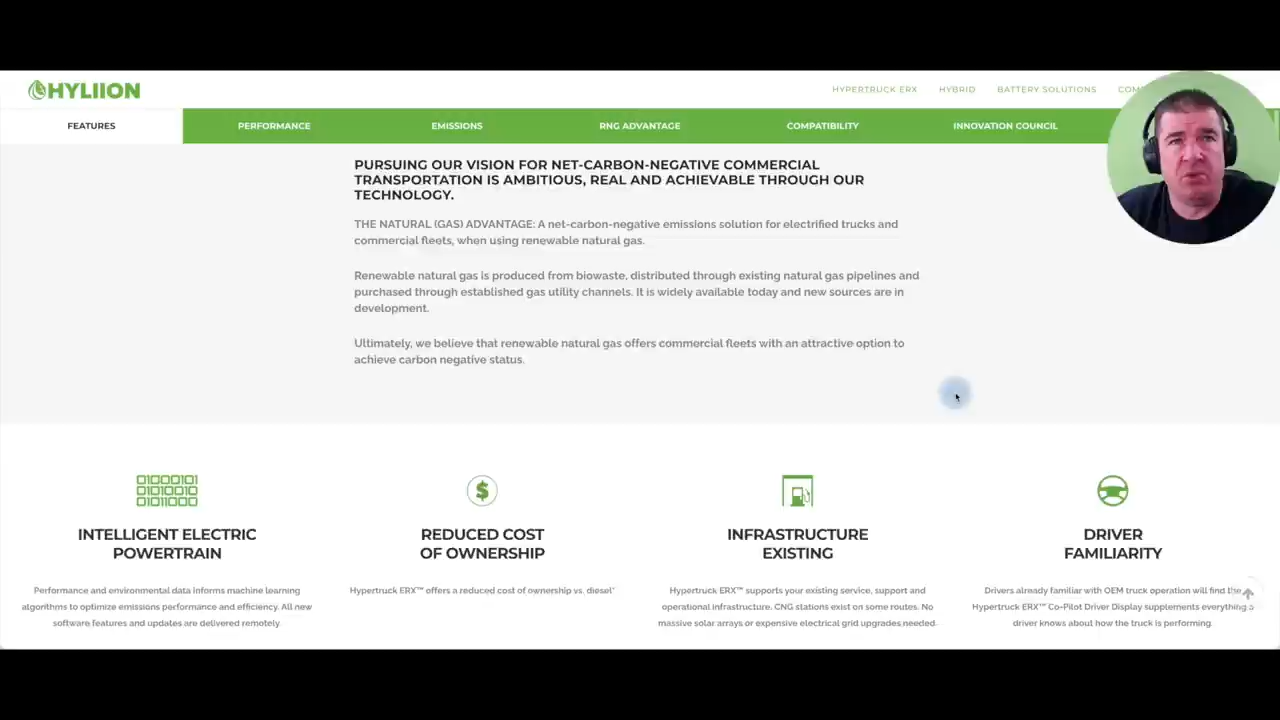 HYLIION
HYPERTRUCK ERX
HYBRID
BATTERY SOLUTIONS
FEATURES
PERFORMANCE
EMISSIONS
RNG ADVANTAGE
COMPATIBILITY
INNOVATION COUNCIL
PURSUING OUR VISION FOR NET-CARBON-NEGATIVE COMMERCIAL
TRANSPORTATION IS AMBITIOUS, REAL AND ACHIEVABLE THROUGH OUR
TECHNOLOGY.
THE NATURAL (GAS) ADVANTAGE: A net-carbon-negative emissions solution for electrified trucks and
commercial fleets, when using renewable natural gas.
Renewable natural gas is produced from biowaste, distributed through existing natural gas pipelines and
purchased through established gas utility channels. It is widely available today and new sources are in
development.
Ultimately, we believe that renewable natural gas offers commercial fleets with an attractive option to
achieve carbon negative status.
01000101
01010010
01011000
INTELLIGENT ELECTRIC
POWERTRAIN
Performance and environmental data informs machine learning
algorithms to optimize emissions performance and efficiency. All new
software features and updates are delivered remotely.
$
REDUCED COST
OF OWNERSHIP
Hypertruck ERX™ offers a reduced cost of ownership vs. diesel*
INFRASTRUCTURE
EXISTING
Hypertruck ERX™ supports your existing service, support and
operational infrastructure. CNG stations exist on some routes. No
massive solar arrays or expensive electrical grid upgrades needed.
DRIVER
FAMILIARITY
Drivers already familiar with OEM truck operation will find the
Hypertruck ERX™ Co-Pilot Driver Display supplements everything a
driver knows about how the truck is performing.